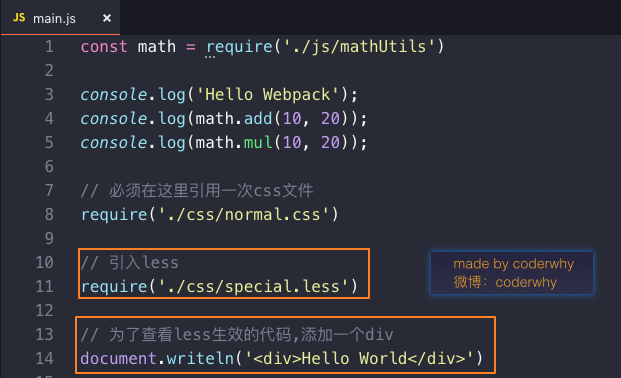 JS main.js ×
1 const math = require('./js/mathUtils')
2
3 console.log('Hello Webpack');
4 console.log(math.add(10, 20));
5 console.log(math.mul(10, 20));
6
7 // 必须在这里引用一次css文件
8 require('./css/normal.css')
9
10 // 引入less
11 require('./css/special.less')
12
13 // 为了查看less生效的代码,添加一个div
14 document.writeln('<div>Hello World</div>')
made by coderwhy
微博：coderwhy